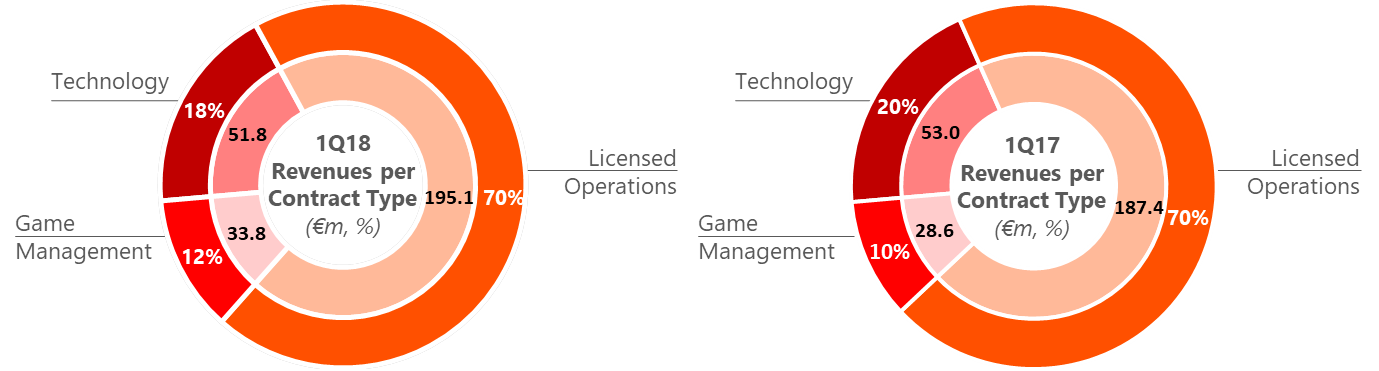 Technology
18%
51.8
1Q18
Revenues per
Contract Type
(€m, %)
195.1
70%
Licensed
Operations
Game
Management
33.8
12%
Technology
20%
53.0
1Q17
Revenues per
Contract Type
(€m, %)
187.4
70%
Licensed
Operations
Game
Management
28.6
10%